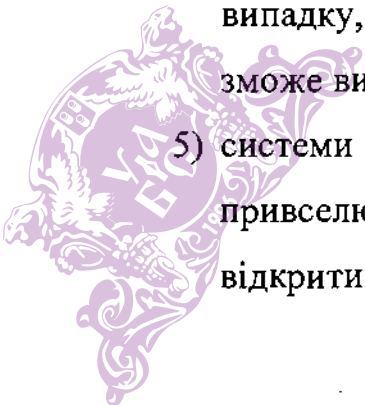 випадку,
зможе ви
5) системи
привселю
відкрити